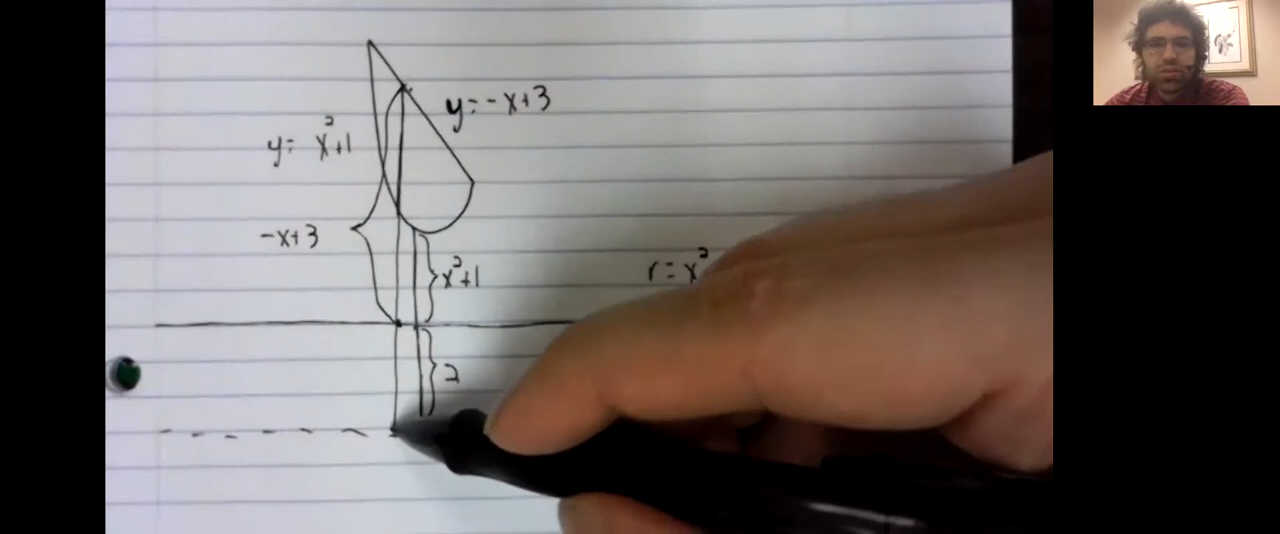 y = -x+3
y = x²+1
-x+3
x²+1
r = x²
2